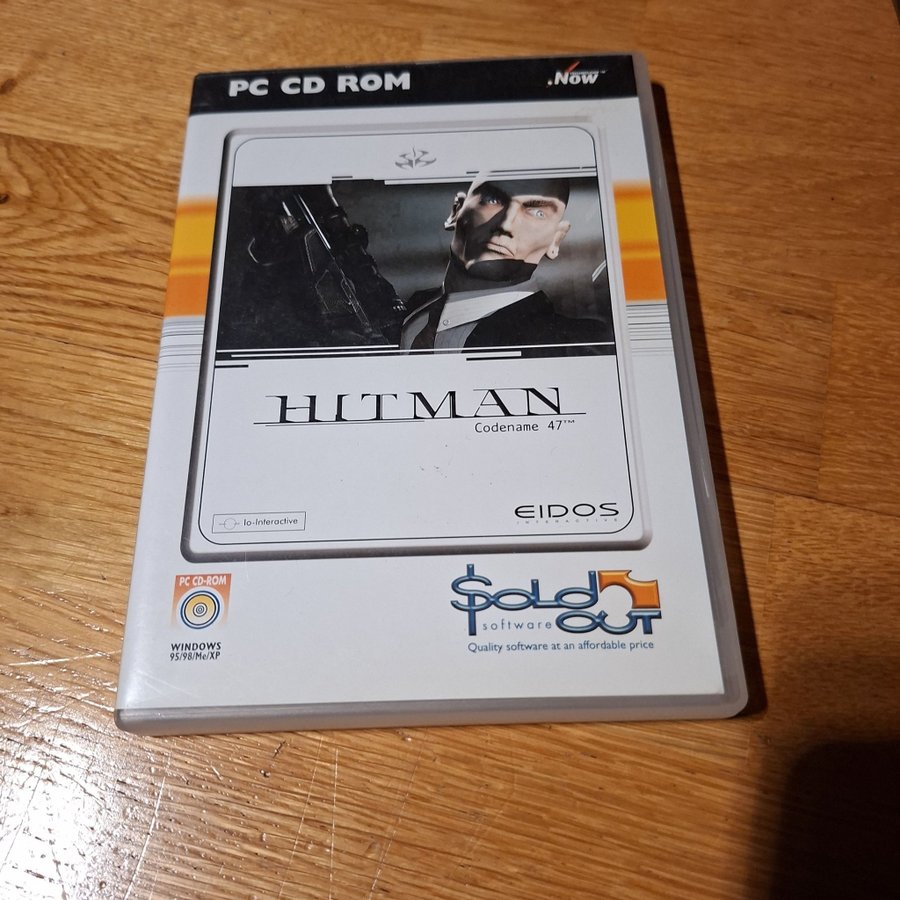 PC CD ROM
.Now
HITMAN
Codename 47™
Io-Interactive
EIDOS
INTERACTIVE
PC CD-ROM
WINDOWS
95/98/Me/XP
SOLD
software OUT
Quality software at an affordable price